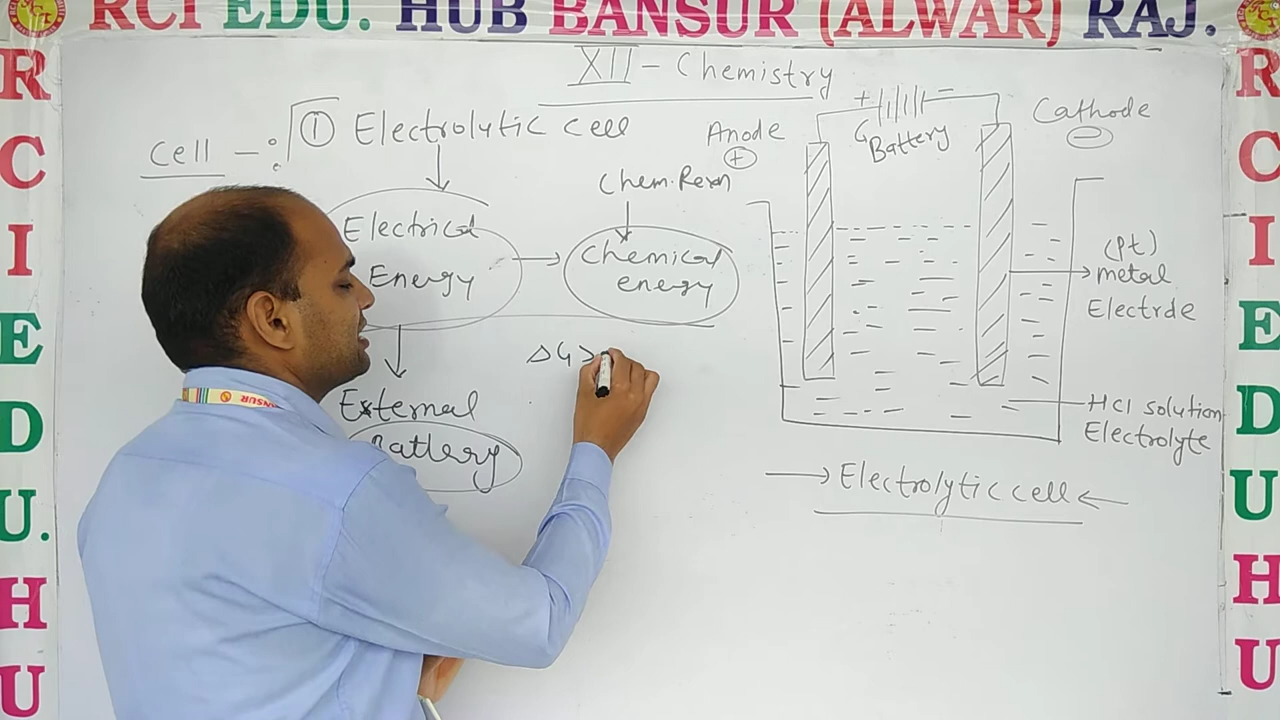 RCI EDU. HUB BANSUR (ALWAR) RAJ.
R
C
I
E
D
U.
H
U
R
C
I
E
D
U
H
U
XII - Chemistry
Cell - : ① Electrolytic cell
Electrical
Energy
Chem. Rexn
Chemical
energy
ΔG >
External
Battery
BANSUR
Anode
+
+ -
Battery
Cathode
-
(pt)
metal
Electrde
HCl solution
Electrolyte
Electrolytic cell